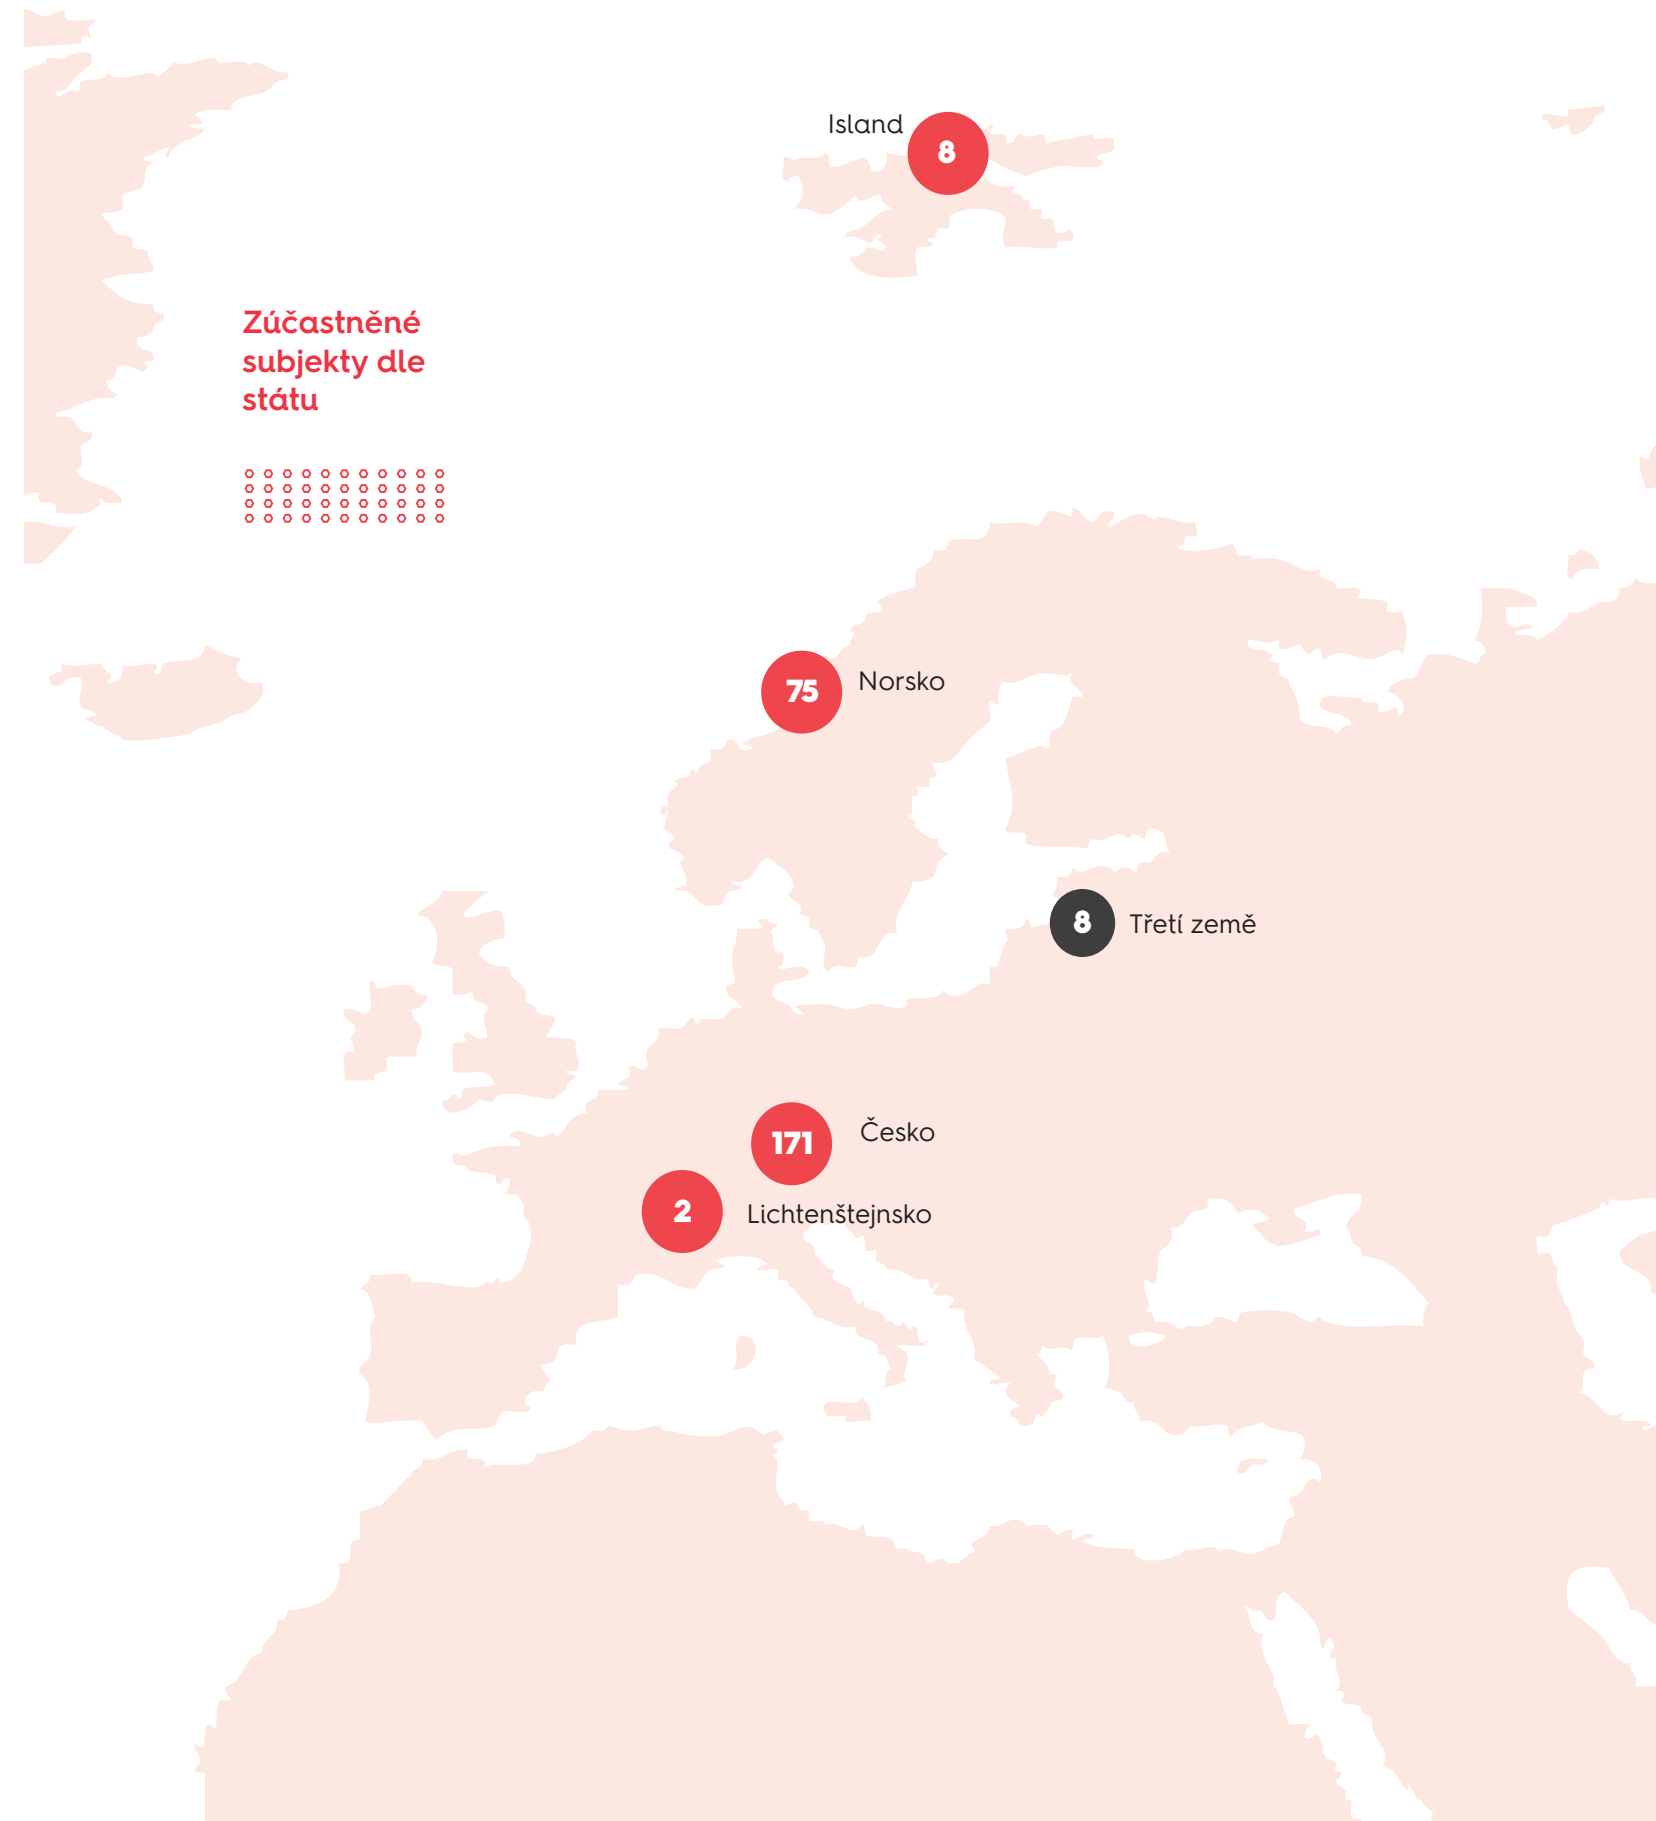 Island
8
Zúčastněné
subjekty dle
státu
75
Norsko
8
Třetí země
171
Česko
2
Lichtenštejnsko